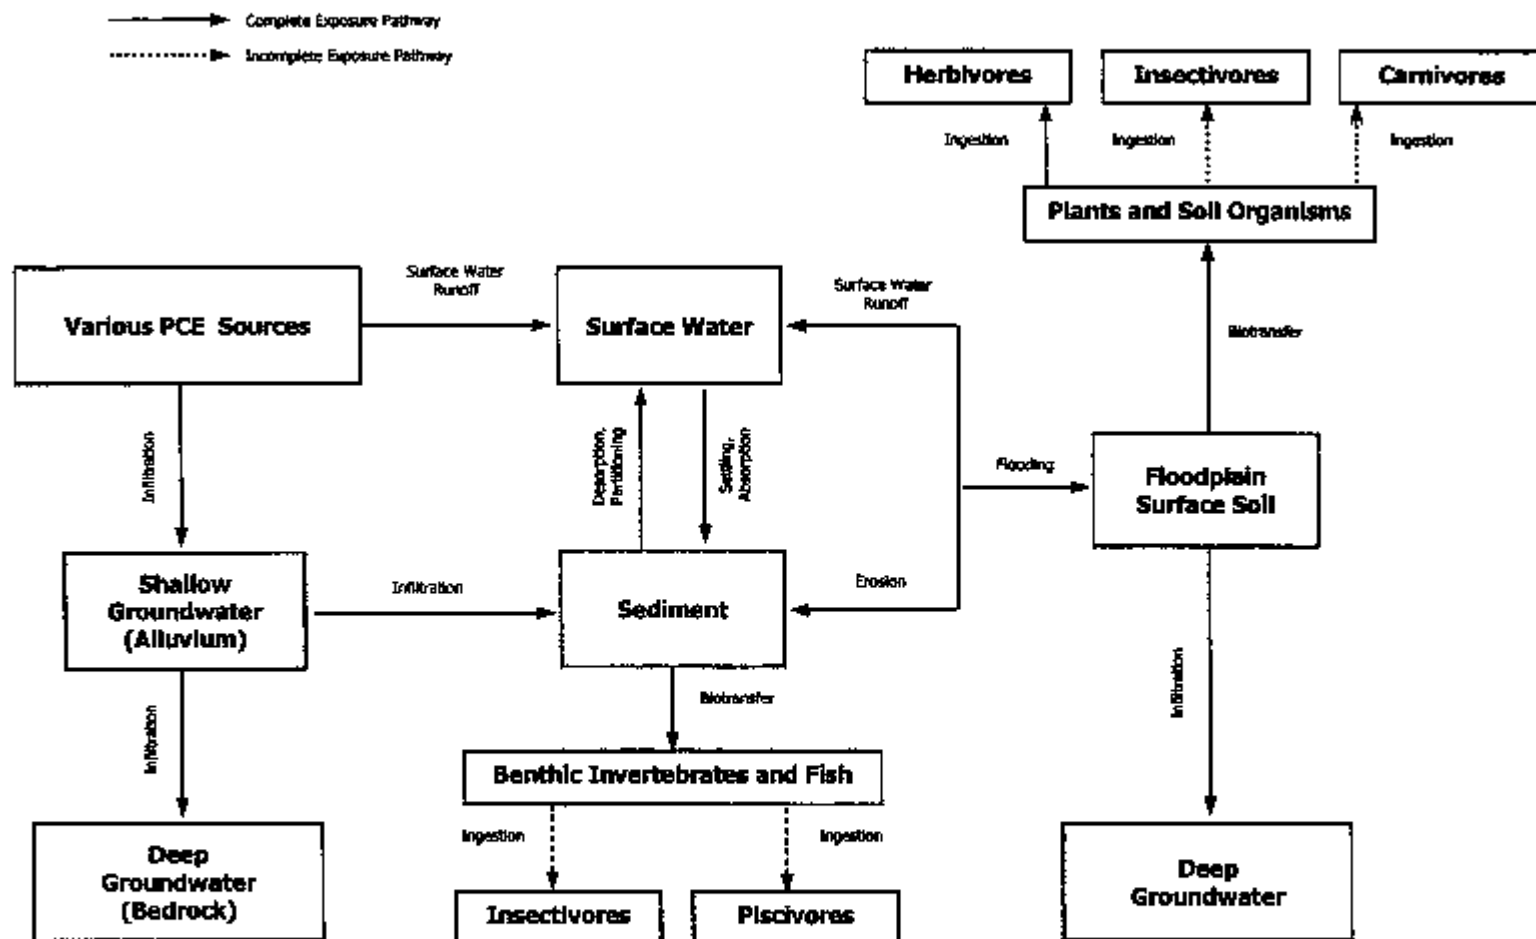 Complete Exposure Pathway
Incomplete Exposure Pathway
Herbivores
Insectivores
Carnivores
Ingestion
Ingestion
Ingestion
Plants and Soil Organisms
Surface Water
Runoff
Surface Water
Runoff
Various PCE Sources
Surface Water
Biotransfer
Infiltration
Desorption,
Partitioning
Settling,
Absorption
Flooding
Floodplain
Surface Soil
Shallow
Groundwater
(Alluvium)
Infiltration
Sediment
Erosion
Infiltration
Biotransfer
Infiltration
Benthic Invertebrates and Fish
Ingestion
Ingestion
Deep
Groundwater
(Bedrock)
Insectivores
Piscivores
Deep
Groundwater